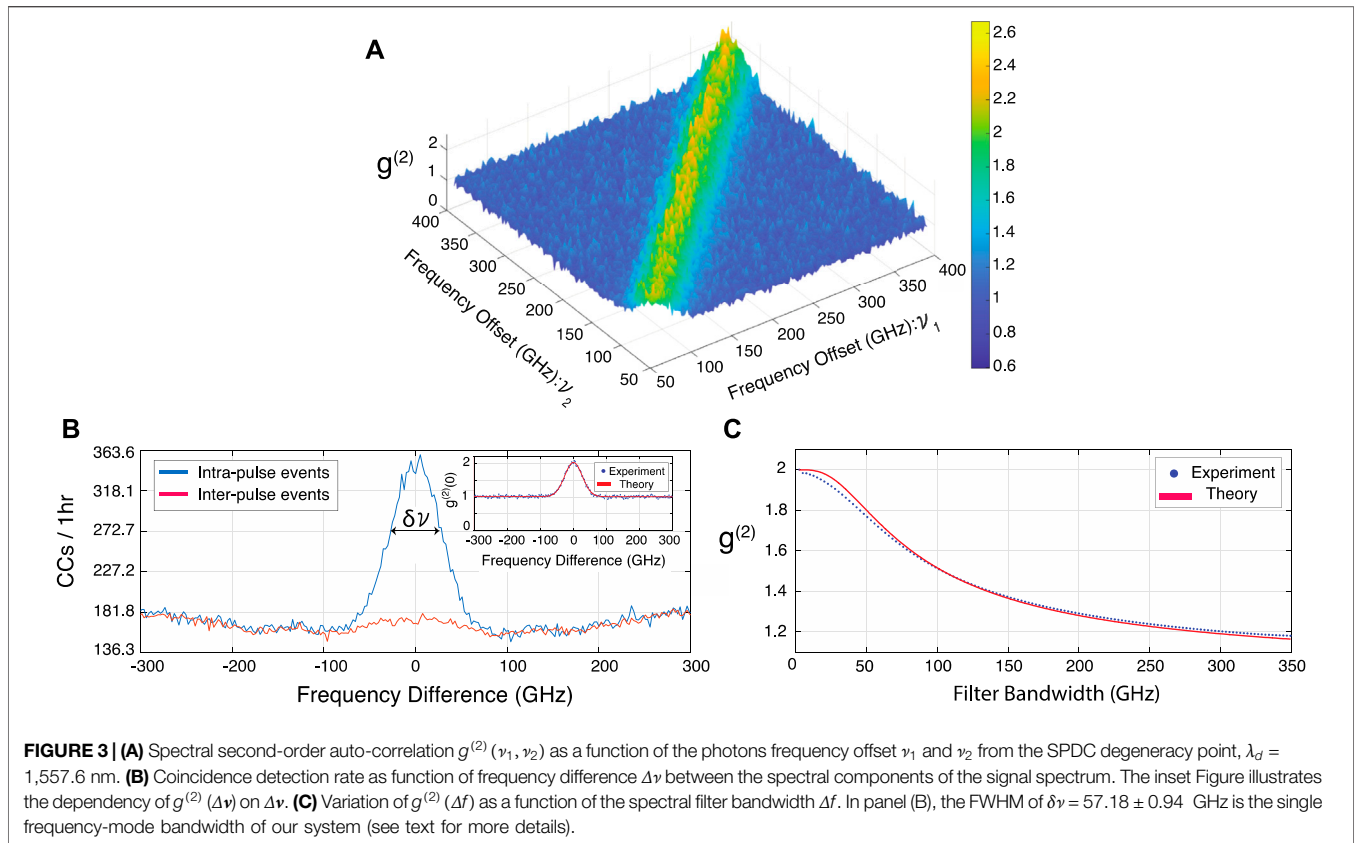 A
g(2)
2
1
0
400
350
300
250
200
150
100
50
Frequency Offset (GHz):ν2
50
100
150
200
250
300
350
400
Frequency Offset (GHz):ν1
2.6
2.4
2.2
2
1.8
1.6
1.4
1.2
1
0.8
0.6
B
CCs / 1hr
363.6
318.1
272.7
227.2
181.8
136.3
Intra-pulse events
Inter-pulse events
δν
g(2)(0)
2
1
0
Experiment
Theory
-300 -200 -100 0 100 200 300
Frequency Difference (GHz)
-300 -200 -100 0 100 200 300
Frequency Difference (GHz)
C
g(2)
2
1.8
1.6
1.4
1.2
Experiment
Theory
0 50 100 150 200 250 300 350
Filter Bandwidth (GHz)
FIGURE 3 | (A) Spectral second-order auto-correlation g(2) (ν1, ν2) as a function of the photons frequency offset ν1 and ν2 from the SPDC degeneracy point, λd =
1,557.6 nm. (B) Coincidence detection rate as function of frequency difference Δν between the spectral components of the signal spectrum. The inset Figure illustrates
the dependency of g(2) (Δν) on Δν. (C) Variation of g(2) (Δf) as a function of the spectral filter bandwidth Δf. In panel (B), the FWHM of δν = 57.18 ± 0.94 GHz is the single
frequency-mode bandwidth of our system (see text for more details).